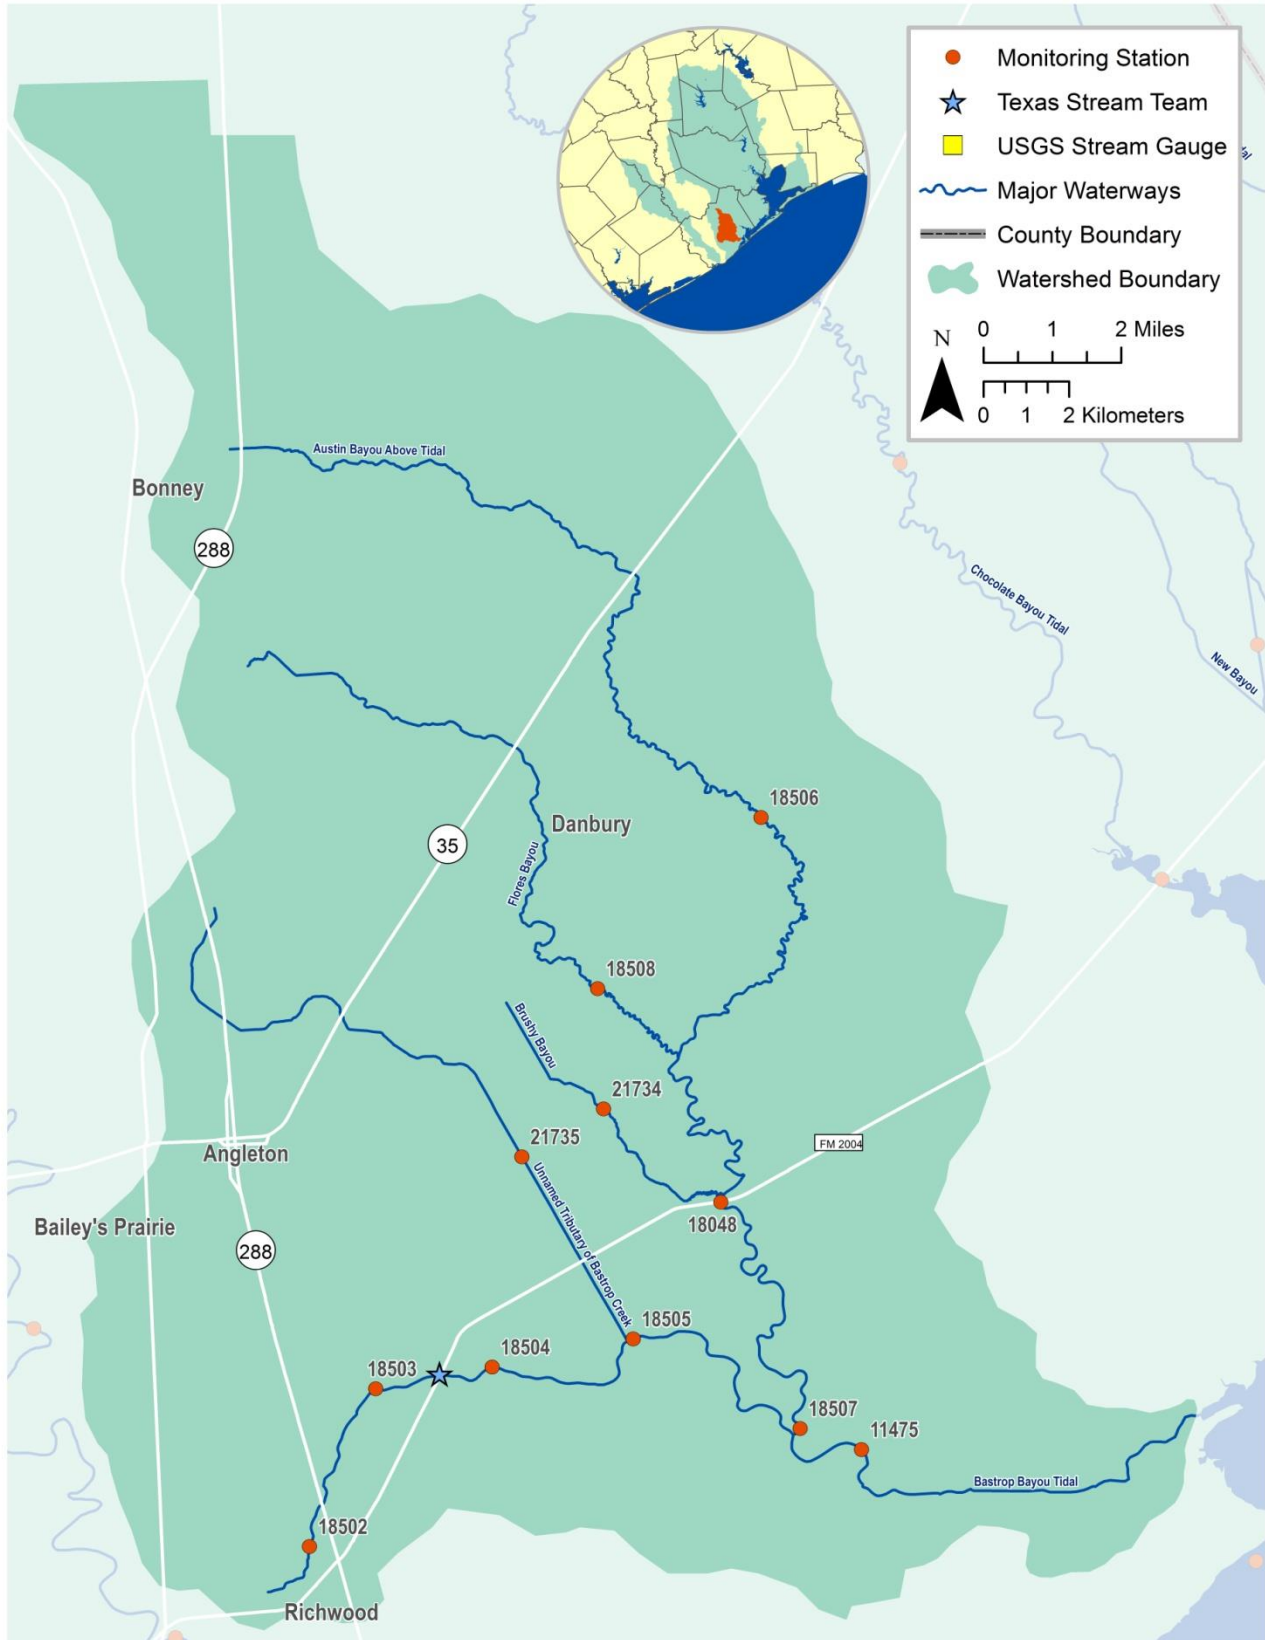 Monitoring Station
Texas Stream Team
USGS Stream Gauge
Major Waterways
County Boundary
Watershed Boundary
0 1 2 Miles
N
0 1 2 Kilometers
Austin Bayou Above Tidal
Bonney
288
Chocolate Bayou Tidal
New Bayou
18506
Danbury
35
Flores Bayou
18508
Brushy Bayou
21734
21735
FM 2004
Angleton
Unnamed Tributary of Bastrop Creek
18048
Bailey's Prairie
288
18505
18504
18503
18507
11475
Bastrop Bayou Tidal
18502
Richwood